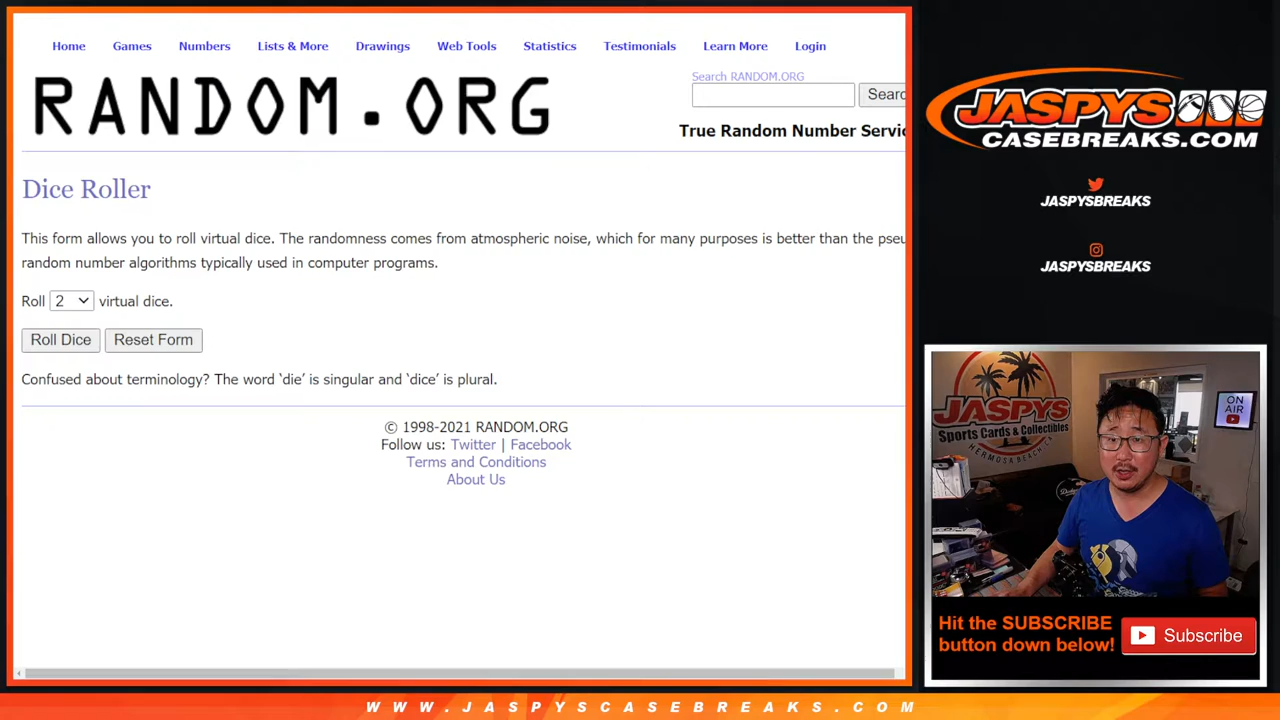 Home Games Numbers Lists & More Drawings Web Tools Statistics Testimonials Learn More Login
RANDOM.ORG
Search RANDOM.ORG
Searc
True Random Number Servic
Dice Roller
This form allows you to roll virtual dice. The randomness comes from atmospheric noise, which for many purposes is better than the pseu
random number algorithms typically used in computer programs.
Roll 2 virtual dice.
Roll Dice Reset Form
Confused about terminology? The word ‘die’ is singular and ‘dice’ is plural.
© 1998-2021 RANDOM.ORG
Follow us: Twitter | Facebook
Terms and Conditions
About Us
JASPYS
CASEBREAKS.COM
JASPYSBREAKS
JASPYSBREAKS
JASPYS
Sports Cards & Collectibles
HERMOSA BEACH, CA
ON
AIR
Hit the SUBSCRIBE
button down below!
Subscribe
WWW.JASPYSCASEBREAKS.COM